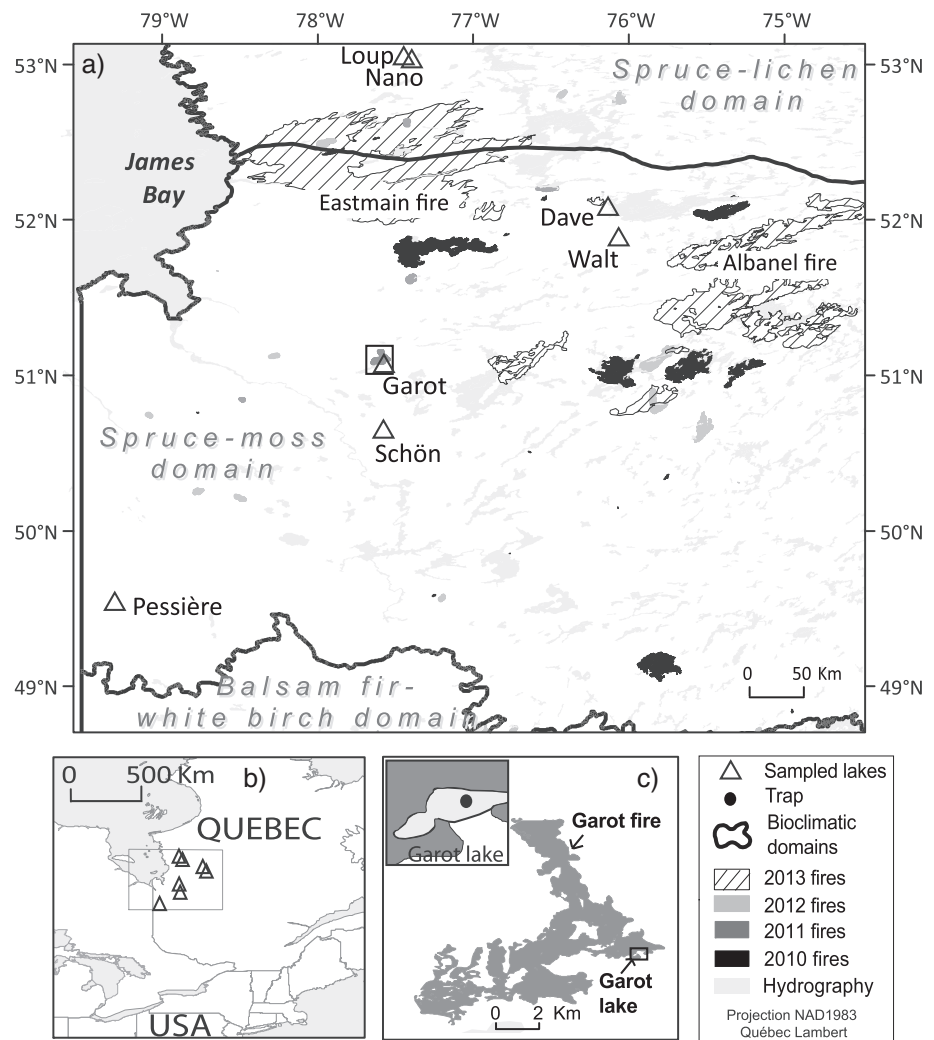 79°W 78°W 77°W 76°W 75°W
53°N a) Loup 53°N
Nano
Spruce-lichen
domain
James
Bay
Eastmain fire
52°N Dave 52°N
Walt
Albanel fire
51°N 51°N
Garot
Spruce-moss
domain
Schön
50°N 50°N
Pessière
0 50 Km
49°N 49°N
Balsam fir-
white birch domain
0 500 Km b)
QUEBEC
USA
c)
Garot lake
Garot fire
Garot
lake
0 2 Km
Sampled lakes
Trap
Bioclimatic
domains
2013 fires
2012 fires
2011 fires
2010 fires
Hydrography
Projection NAD1983
Québec Lambert